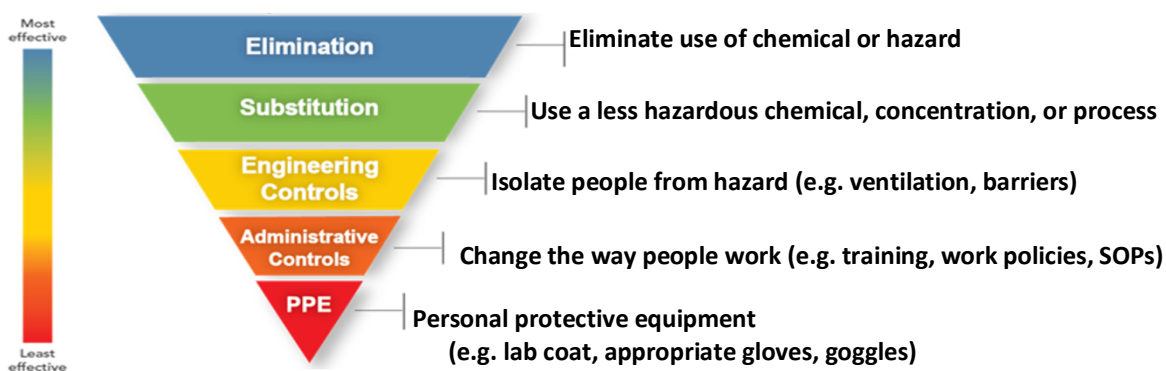 Most
effective
Elimination
Eliminate use of chemical or hazard
Substitution
Use a less hazardous chemical, concentration, or process
Engineering
Controls
Isolate people from hazard (e.g. ventilation, barriers)
Administrative
Controls
Change the way people work (e.g. training, work policies, SOPs)
PPE
Personal protective equipment
(e.g. lab coat, appropriate gloves, goggles)
Least
effective